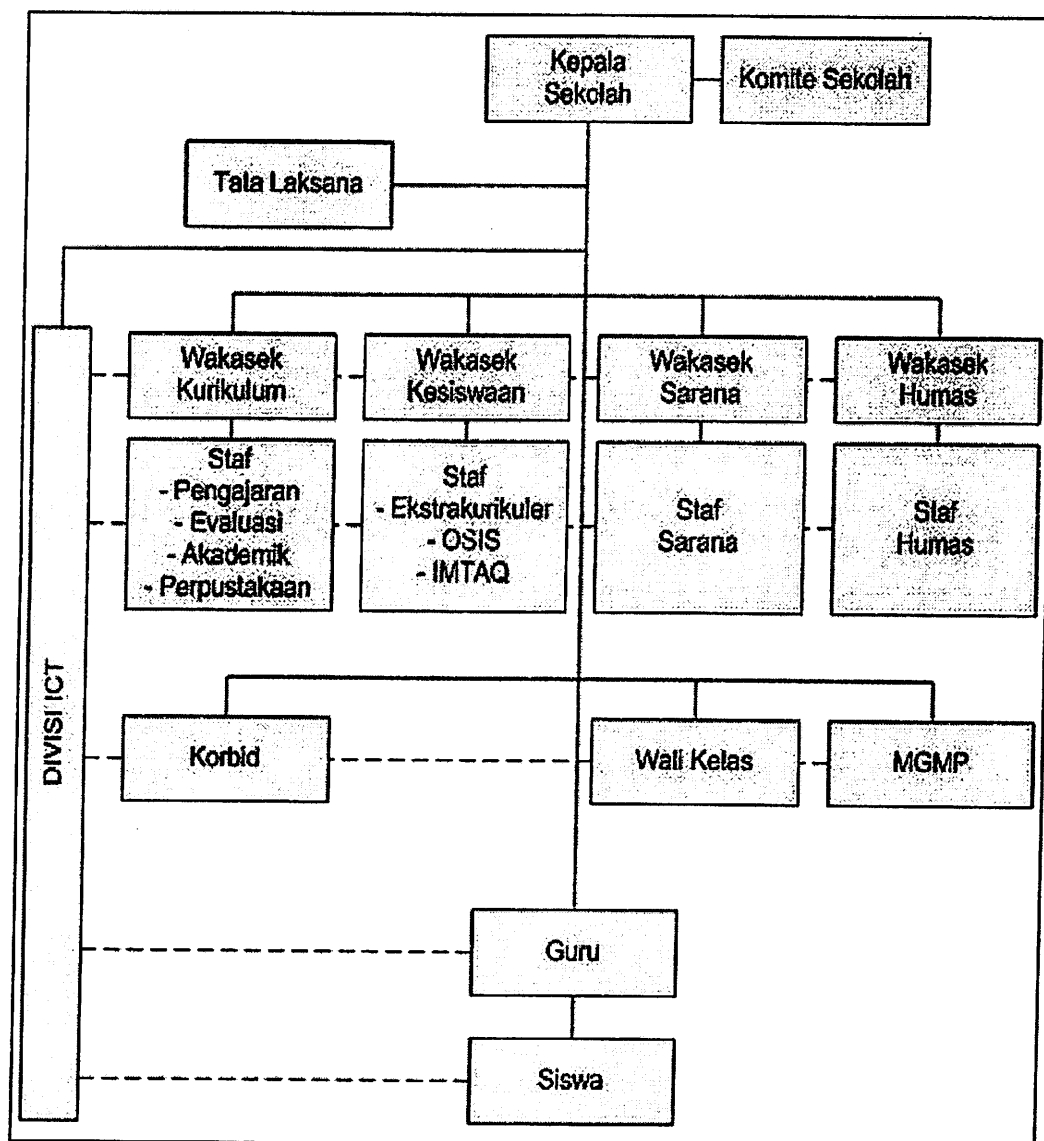 Kepala
Sekolah
Komite Sekolah
Tata Laksana
Wakasek
Kurikulum
Wakasek
Kesiswaan
Wakasek
Sarana
Wakasek
Humas
Staf
- Pengajaran
- Evaluasi
- Akademik
- Perpustakaan
Staf
- Ekstrakurikuler
- OSIS
- IMTAQ
Staf
Sarana
Staf
Humas
DIVISI ICT
Korbid
Wali Kelas
MGMP
Guru
Siswa